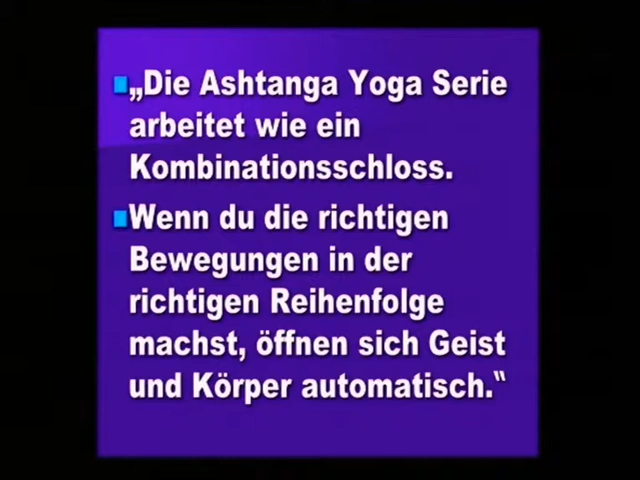 „Die Ashtanga Yoga Serie
arbeitet wie ein
Kombinationsschloss.
Wenn du die richtigen
Bewegungen in der
richtigen Reihenfolge
machst, öffnen sich Geist
und Körper automatisch.‟